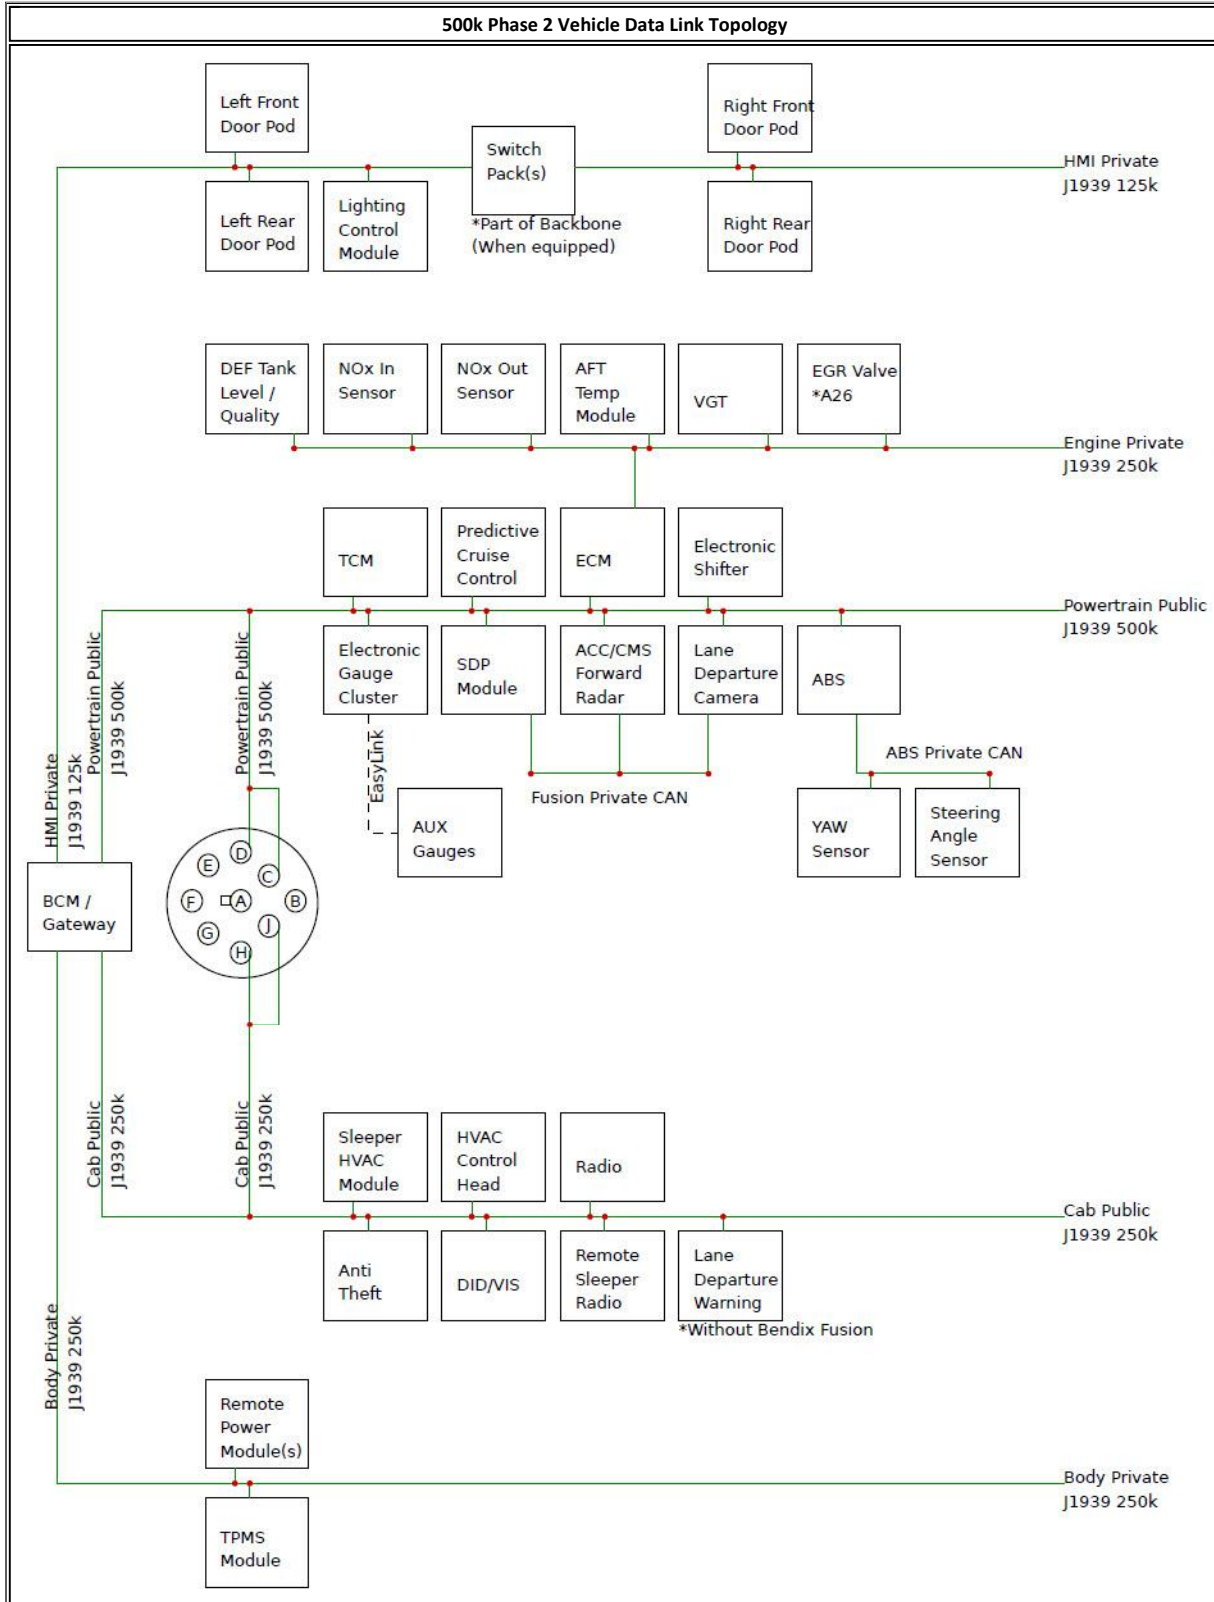 500k Phase 2 Vehicle Data Link Topology
Left Front
Door Pod
Switch
Pack(s)
Right Front
Door Pod
HMI Private
J1939 125k
Left Rear
Door Pod
Lighting
Control
Module
*Part of Backbone
(When equipped)
Right Rear
Door Pod
DEF Tank
Level /
Quality
NOx In
Sensor
NOx Out
Sensor
AFT
Temp
Module
VGT
EGR Valve
*A26
Engine Private
J1939 250k
TCM
Predictive
Cruise
Control
ECM
Electronic
Shifter
Powertrain Public
J1939 500k
Electronic
Gauge
Cluster
SDP
Module
ACC/CMS
Forward
Radar
Lane
Departure
Camera
ABS
HMI Private
J1939 125k
Powertrain Public
J1939 500k
Powertrain Public
J1939 500k
EasyLink
Fusion Private CAN
ABS Private CAN
AUX
Gauges
YAW
Sensor
Steering
Angle
Sensor
BCM /
Gateway
D
E
C
F
A
B
G
J
H
Cab Public
J1939 250k
Cab Public
J1939 250k
Sleeper
HVAC
Module
HVAC
Control
Head
Radio
Cab Public
J1939 250k
Anti
Theft
DID/VIS
Remote
Sleeper
Radio
Lane
Departure
Warning
*Without Bendix Fusion
Body Private
J1939 250k
Remote
Power
Module(s)
Body Private
J1939 250k
TPMS
Module